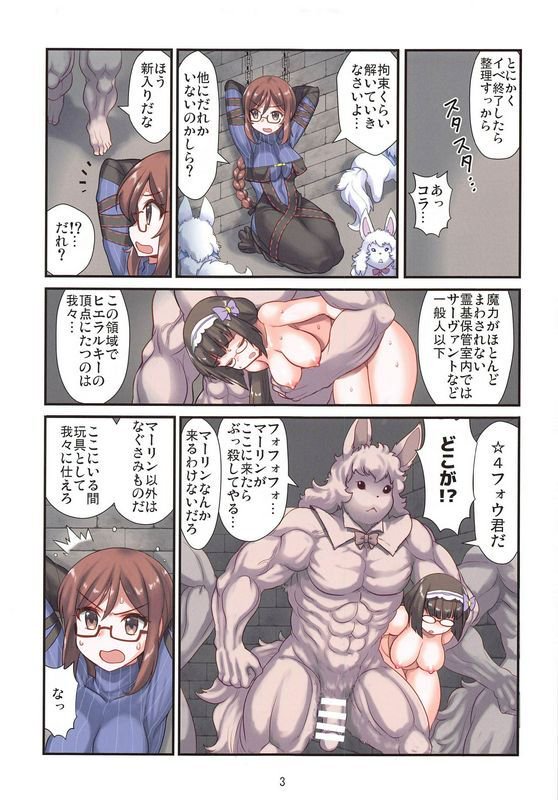 とにかく
イベ終了したら
整理すっから
スタスタ…
あっ
コラ…
拘束くらい
解いていき
なさいよ…
他にだれか
いないのかしら？
ほう
新入りだな
!?…
だれ？
魔力がほとんど
まわされない
霊基保管室内では
サーヴァントなど
一般人以下
この領域で
ヒエラルキーの
頂点にたつのは
我々…
☆4フォウ君だ
どこが!?
フォフォフォ…
マーリンが
ここに来たら
ぶっ殺してやる…
マーリンなんか
来るわけないだろ
マーリン以外は
なぐさみものだ
ここにいる間
玩具として
我々に仕えろ
なっ
3